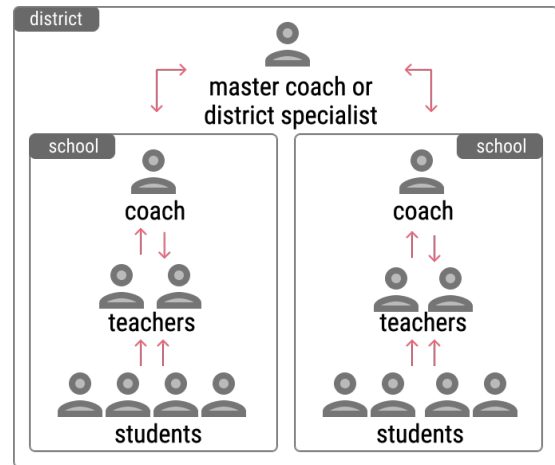 district
master coach or
district specialist
school
coach
teachers
students
school
coach
teachers
students